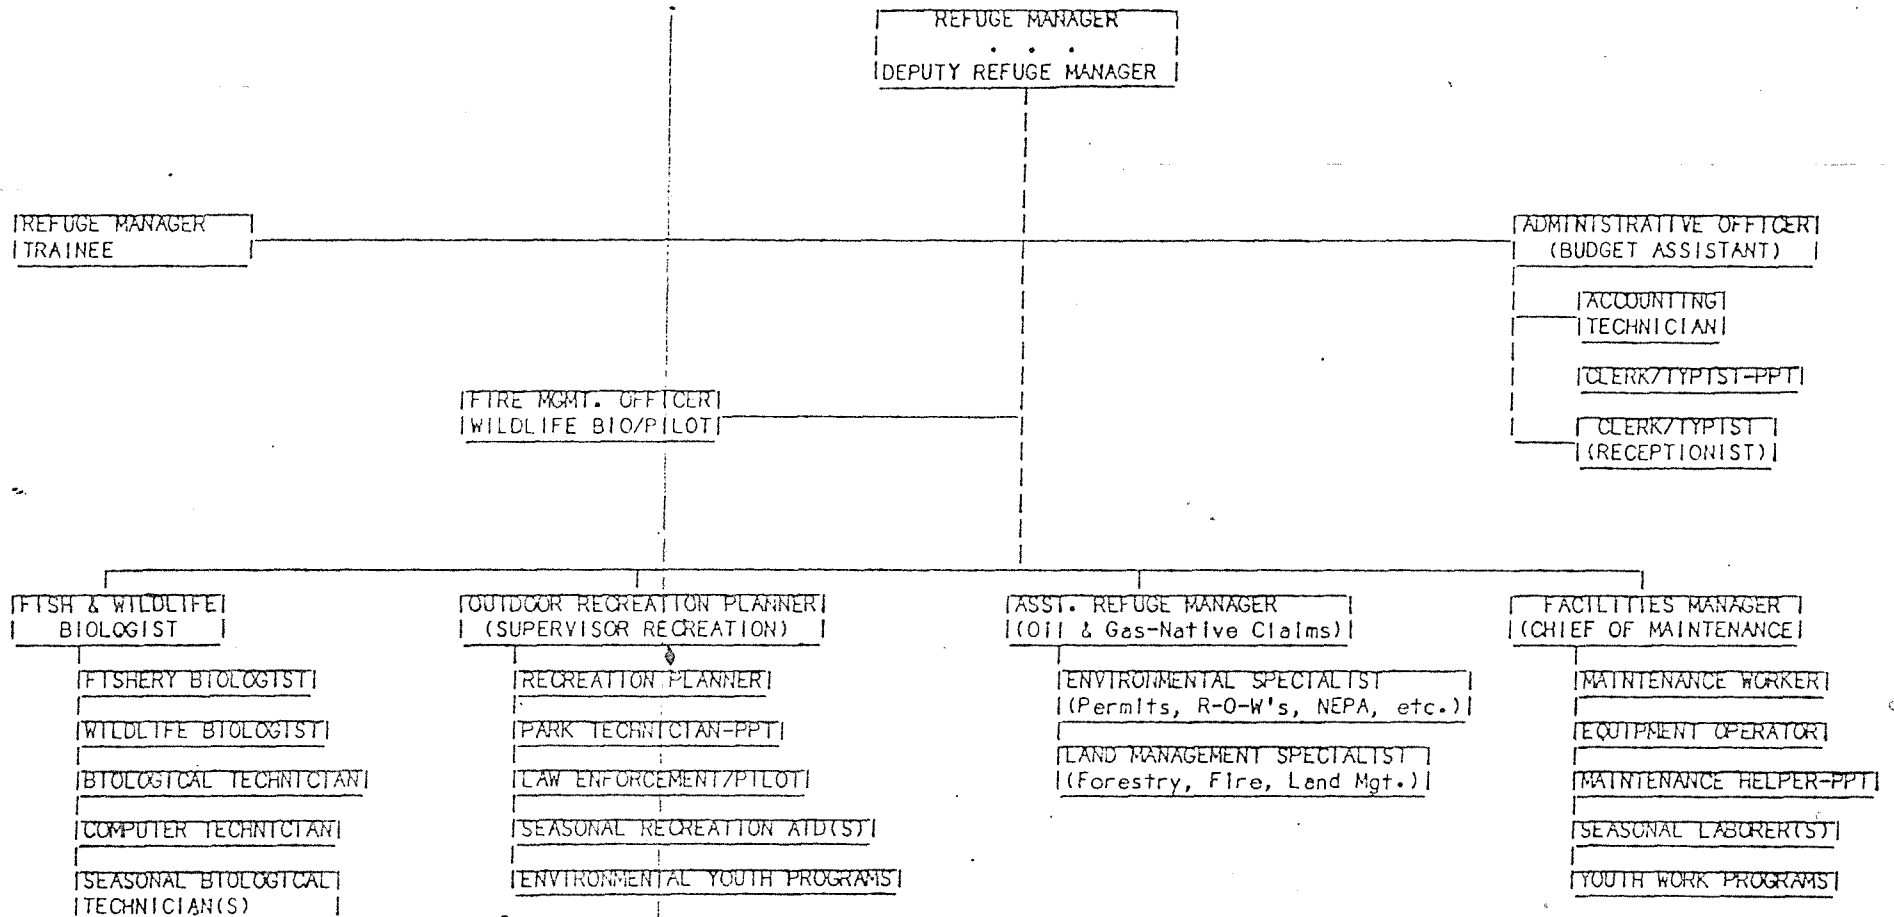 REFUGE MANAGER
. . .
DEPUTY REFUGE MANAGER
REFUGE MANAGER
TRAINEE
ADMINISTRATIVE OFFICER
(BUDGET ASSISTANT)
ACCOUNTING
TECHNICIAN
CLERK/TYPIST-PPT
CLERK/TYPIST
(RECEPTIONIST)
FIRE MGMT. OFFICER
WILDLIFE BIO/PILOT
FISH & WILDLIFE
BIOLOGIST
FISHERY BIOLOGIST
WILDLIFE BIOLOGIST
BIOLOGICAL TECHNICIAN
COMPUTER TECHNICIAN
SEASONAL BIOLOGICAL
TECHNICIAN(S)
OUTDOOR RECREATION PLANNER
(SUPERVISOR RECREATION)
RECREATION PLANNER
PARK TECHNICIAN-PPT
LAW ENFORCEMENT/PILOT
SEASONAL RECREATION AID(S)
ENVIRONMENTAL YOUTH PROGRAMS
ASST. REFUGE MANAGER
(Oil & Gas-Native Claims)
ENVIRONMENTAL SPECIALIST
(Permits, R-O-W's, NEPA, etc.)
LAND MANAGEMENT SPECIALIST
(Forestry, Fire, Land Mgt.)
FACILITIES MANAGER
(CHIEF OF MAINTENANCE
MAINTENANCE WORKER
EQUIPMENT OPERATOR
MAINTENANCE HELPER-PPT
SEASONAL LABORER(S)
YOUTH WORK PROGRAMS